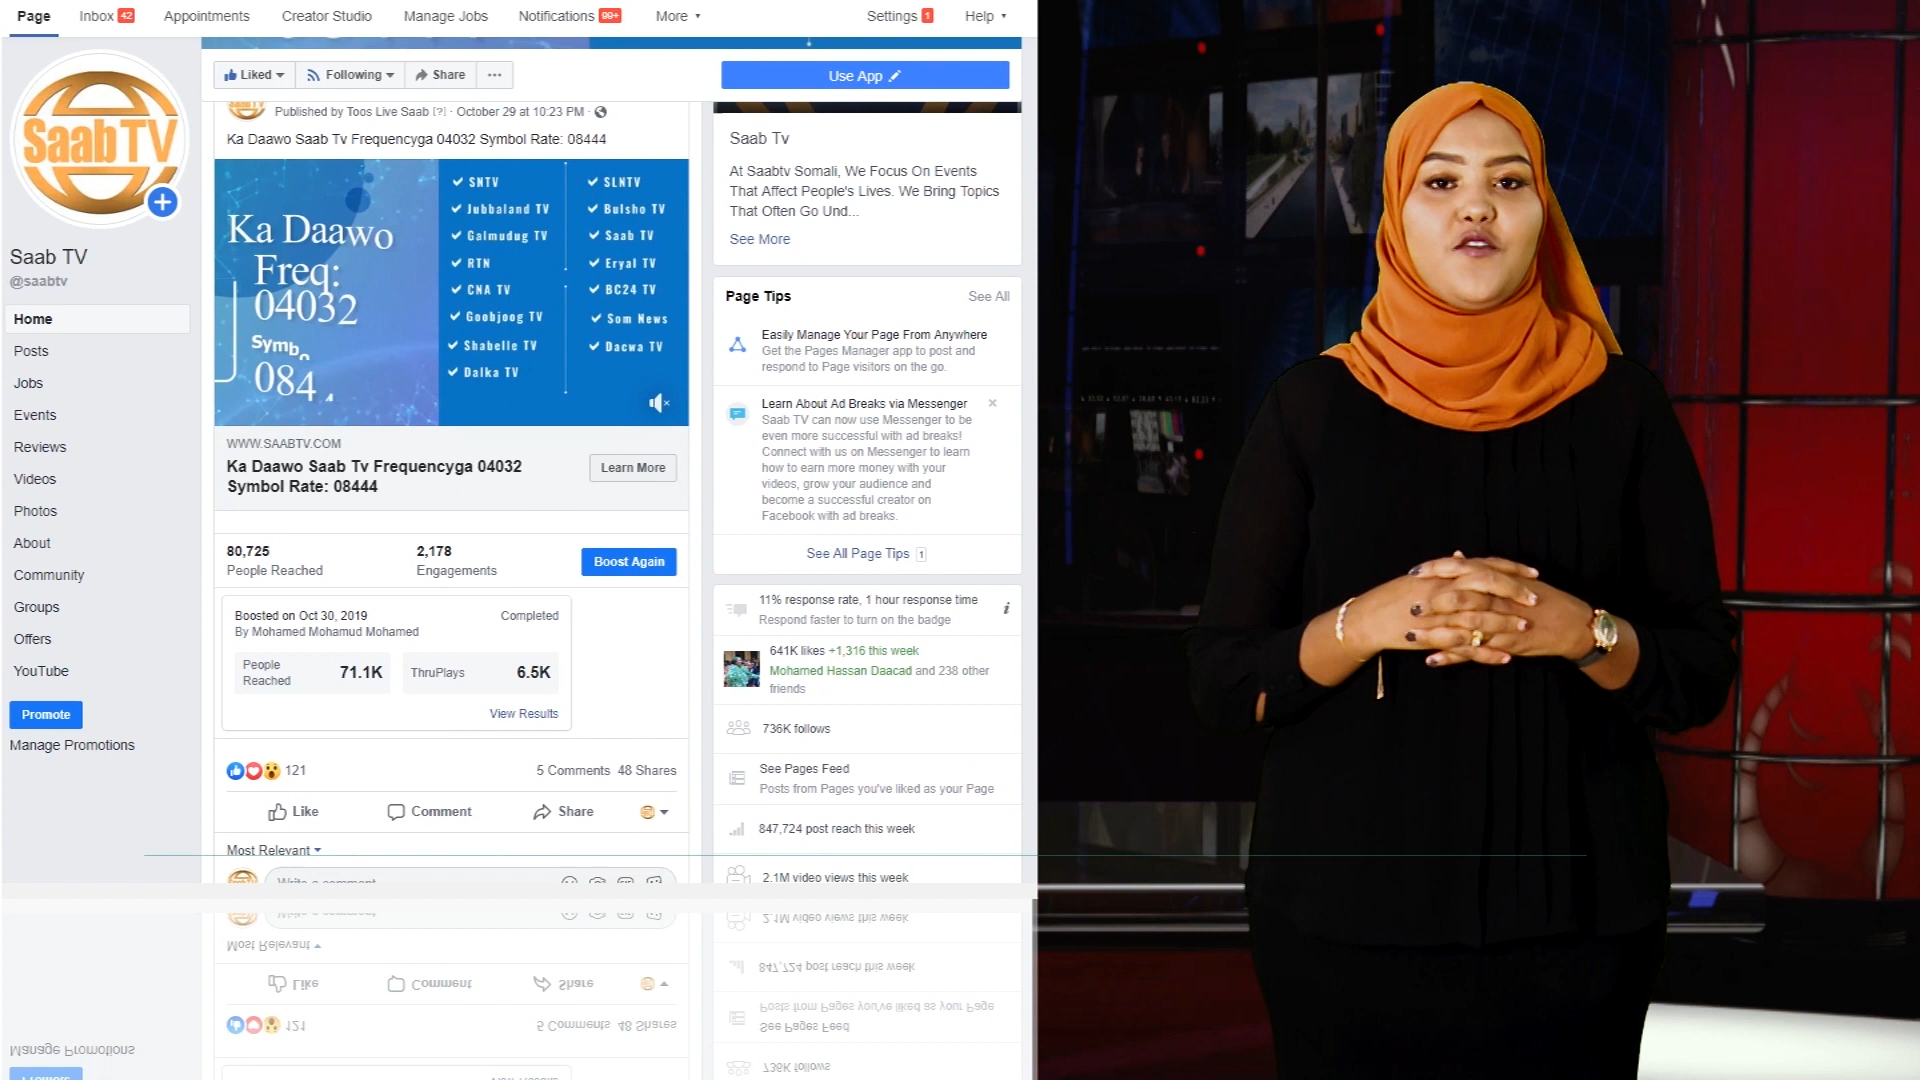 Page
Inbox 42
Appointments
Creator Studio
Manage Jobs
Notifications 99+
More
Settings 1
Help
SaabTV
Saab TV
@saabtv
Home
Posts
Jobs
Events
Reviews
Videos
Photos
About
Community
Groups
Offers
YouTube
Promote
Manage Promotions
Liked
Following
Share
Use App
Published by Toos Live Saab [?] · October 29 at 10:23 PM ·
Ka Daawo Saab Tv Frequencyga 04032 Symbol Rate: 08444
Ka Daawo
Freq:
04032
Symbo
084
SNTV
Jubbaland TV
Galmudug TV
RTN
CNA TV
Goobjoog TV
Shabelle TV
Dalka TV
SLNTV
Bulsho TV
Saab TV
Eryal TV
BC24 TV
Som News
Dacwa TV
WWW.SAABTV.COM
Ka Daawo Saab Tv Frequencyga 04032
Symbol Rate: 08444
Learn More
80,725
People Reached
2,178
Engagements
Boost Again
Boosted on Oct 30, 2019
Completed
By Mohamed Mohamud Mohamed
People
Reached
71.1K
ThruPlays
6.5K
View Results
121
5 Comments 48 Shares
Like
Comment
Share
Most Relevant
Write a comment
Saab Tv
At Saabtv Somali, We Focus On Events
That Affect People's Lives. We Bring Topics
That Often Go Und...
See More
Page Tips
See All
Easily Manage Your Page From Anywhere
Get the Pages Manager app to post and
respond to Page visitors on the go.
Learn About Ad Breaks via Messenger
Saab TV can now use Messenger to be
even more successful with ad breaks!
Connect with us on Messenger to learn
how to earn more money with your
videos, grow your audience and
become a successful creator on
Facebook with ad breaks.
See All Page Tips 1
11% response rate, 1 hour response time
Respond faster to turn on the badge
641K likes +1,316 this week
Mohamed Hassan Daacad and 238 other
friends
736K follows
See Pages Feed
Posts from Pages you've liked as your Page
847,724 post reach this week
2.1M video views this week